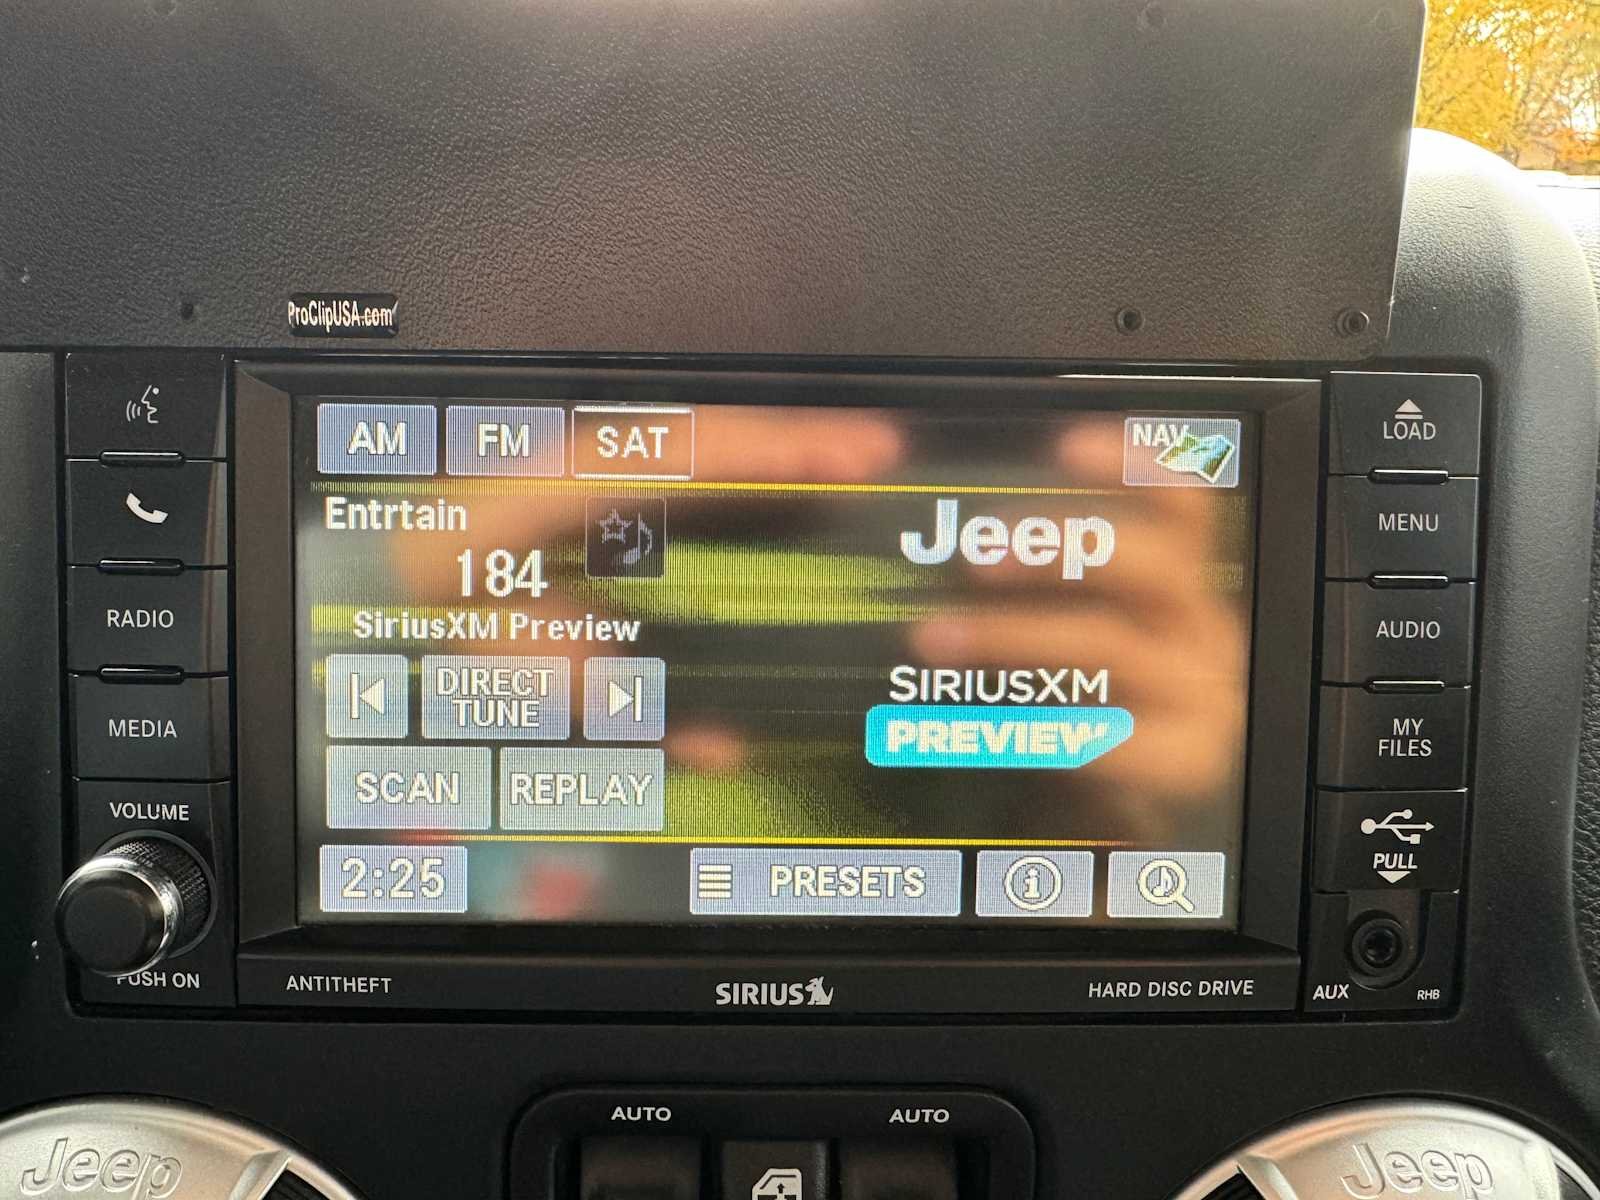 ProClipUSA.com
AM
FM
SAT
NAV
Entrtain
184
SiriusXM Preview
Jeep
DIRECT
TUNE
SIRIUSXM
PREVIEW
SCAN
REPLAY
2:25
PRESETS
RADIO
MEDIA
VOLUME
PUSH ON
LOAD
MENU
AUDIO
MY
FILES
PULL
AUX
RHB
ANTITHEFT
SIRIUS
HARD DISC DRIVE
AUTO
AUTO
Jeep
Jeep